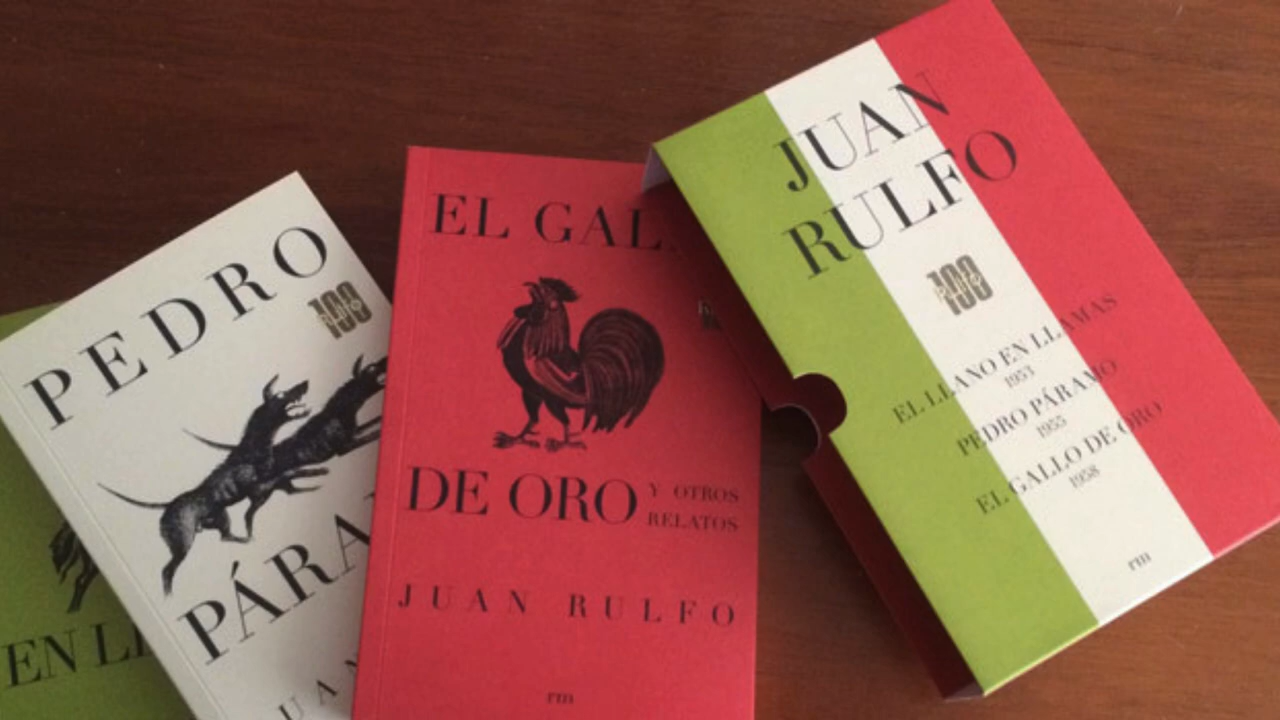 EN LL
PEDRO
100
PÁRA
JUAN
EL GAL
DE ORO
Y OTROS
RELATOS
JUAN RULFO
rm
JUAN
RULFO
100
EL LLANO EN LLAMAS
1953
PEDRO PÁRAMO
1955
EL GALLO DE ORO
1958
rm